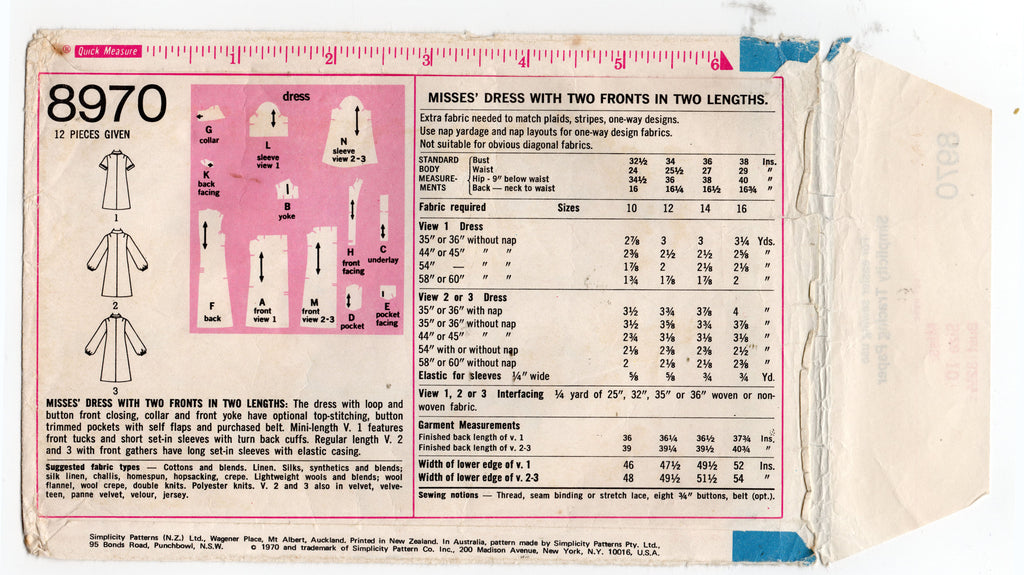 ® Quick Measure 1 2 3 4 5 6
8970
12 PIECES GIVEN
1
2
3
dress
G
collar
L
sleeve
view 1
N
sleeve
view 2-3
K
back
facing
B
yoke
H
front
facing
C
underlay
F
back
A
front
view 1
M
front
view 2-3
D
pocket
E
pocket
facing
MISSES' DRESS WITH TWO FRONTS IN TWO LENGTHS: The dress with loop and
button front closing, collar and front yoke have optional top-stitching, button
trimmed pockets with self flaps and purchased belt. Mini-length V. 1 features
front tucks and short set-in sleeves with turn back cuffs. Regular length V. 2
and 3 with front gathers have long set-in sleeves with elastic casing.
Suggested fabric types — Cottons and blends. Linen. Silks, synthetics and blends;
silk linen, challis, homespun, hopsacking, crepe. Lightweight wools and blends; wool
flannel, wool crepe, double knits. Polyester knits. V. 2 and 3 also in velvet, velve-
teen, panne velvet, velour, jersey.
MISSES' DRESS WITH TWO FRONTS IN TWO LENGTHS.
Extra fabric needed to match plaids, stripes, one-way designs.
Use nap yardage and nap layouts for one-way design fabrics.
Not suitable for obvious diagonal fabrics.
STANDARD Bust 32½ 34 36 38 Ins.
BODY Waist 24 25½ 27 29 "
MEASURE- Hip - 9" below waist 34½ 36 38 40 "
MENTS Back — neck to waist 16 16¼ 16½ 16¾ "
Fabric required Sizes 10 12 14 16
View 1 Dress
35" or 36" without nap 2⅞ 3 3 3¼ Yds.
44" or 45" " " 2⅜ 2½ 2½ 2⅝ "
54" — " " 1⅞ 2 2⅛ 2⅛ "
58" or 60" " " 1¾ 1⅞ 1⅞ 2 "
View 2 or 3 Dress
35" or 36" with nap 3½ 3¾ 3⅞ 4 "
35" or 36" without nap 3½ 3⅝ 3¾ 3⅞ "
44" or 45" " " 2¾ 3⅛ 3⅛ 3⅛ "
54" with or without nap 2⅛ 2⅜ 2⅜ 2½ "
58" or 60" without nap 2 2⅛ 2⅛ 2⅜ "
Elastic for sleeves ¼" wide ⅝ ⅝ ¾ ¾ Yd.
View 1, 2 or 3 Interfacing ¼ yard of 25", 32", 35" or 36" woven or non-
woven fabric.
Garment Measurements
Finished back length of v. 1 36 36¼ 36½ 37¾ Ins.
Finished back length of v. 2-3 39 39¼ 39½ 40¾ "
Width of lower edge of v. 1 46 47½ 49½ 52 Ins.
Width of lower edge of v. 2-3 48 49½ 51½ 54 "
Sewing notions — Thread, seam binding or stretch lace, eight ⅜" buttons, belt (opt.).
Simplicity Patterns (N.Z.) Ltd., Wagener Place, Mt Albert, Auckland. Printed in New Zealand. In Australia, pattern made by Simplicity Patterns Pty. Ltd.,
95 Bonds Road, Punchbowl, N.S.W. © 1970 and trademark of Simplicity Pattern Co. Inc., 200 Madison Avenue, New York, N.Y. 10016, U.S.A.
8970